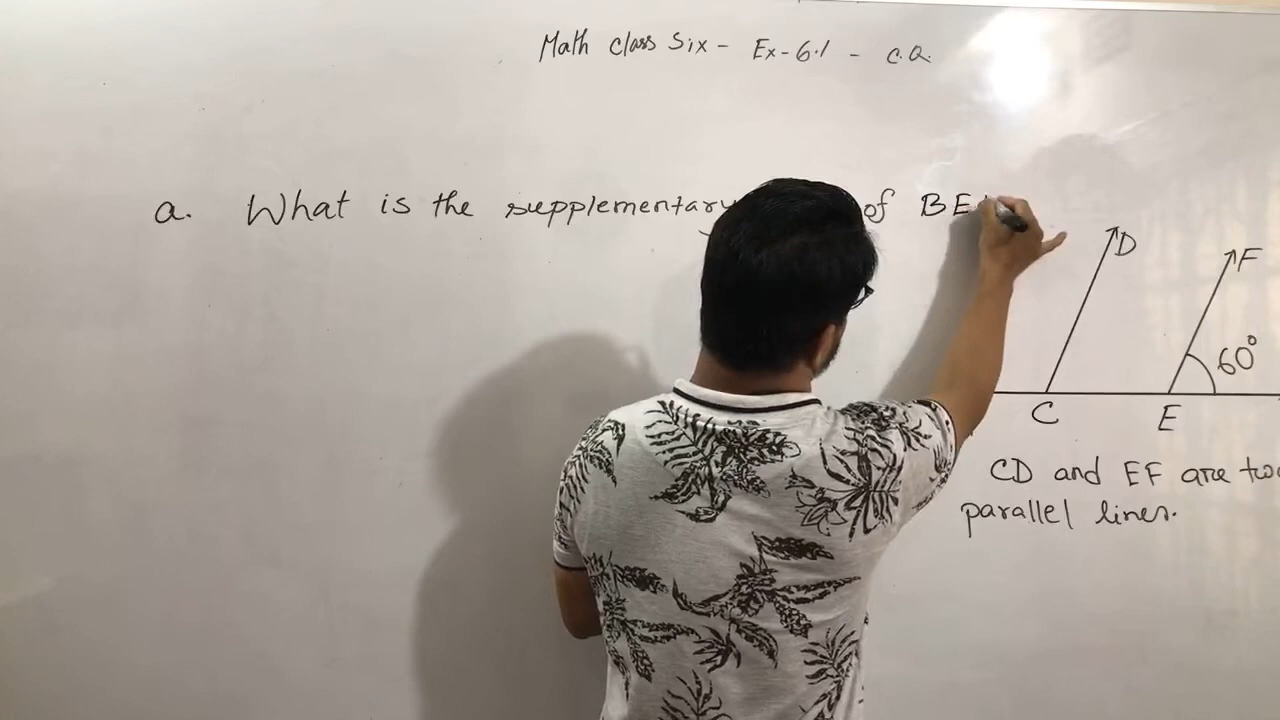 Math Class Six - Ex-6.1 - C.Q.
a. What is the supplementary of BE
D
F
60°
C
E
CD and EF are two
parallel lines.